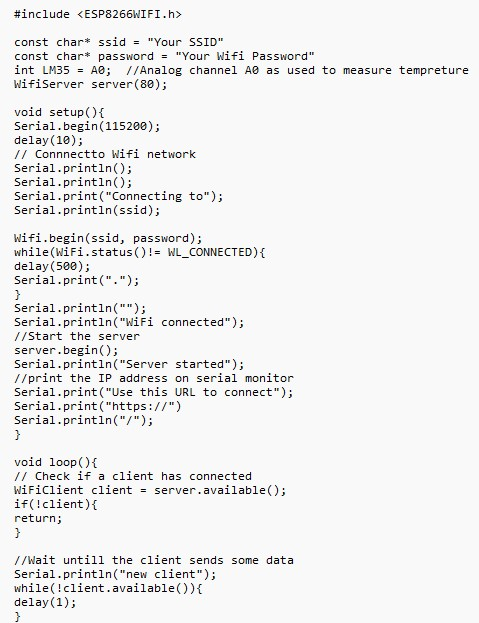 #include <ESP8266WIFI.h>
const char* ssid = "Your SSID"
const char* password = "Your Wifi Password"
int LM35 = A0;  //Analog channel A0 as used to measure tempreture
WifiServer server(80);
void setup(){
Serial.begin(115200);
delay(10);
// Connnectto Wifi network
Serial.println();
Serial.println();
Serial.print("Connecting to");
Serial.println(ssid);
Wifi.begin(ssid, password);
while(WiFi.status()!= WL_CONNECTED){
delay(500);
Serial.print(".");
}
Serial.println("");
Serial.println("WiFi connected");
//Start the server
server.begin();
Serial.println("Server started");
//print the IP address on serial monitor
Serial.print("Use this URL to connect");
Serial.print("https://")
Serial.println("/");
}
void loop(){
// Check if a client has connected
WiFiClient client = server.available();
if(!client){
return;
}
//Wait untill the client sends some data
Serial.println("new client");
while(!client.available()){
delay(1);
}